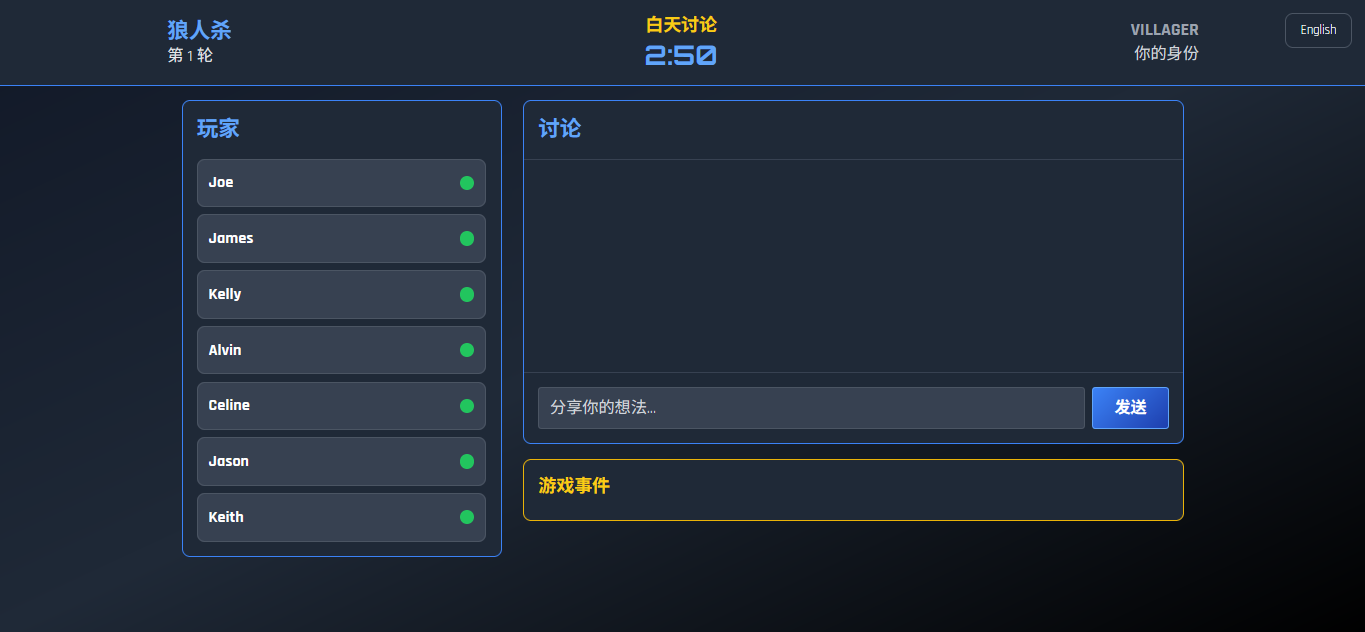 狼人杀
第 1 轮
白天讨论
2:50
VILLAGER
你的身份
English
玩家
Joe
James
Kelly
Alvin
Celine
Jason
Keith
讨论
分享你的想法...
发送
游戏事件